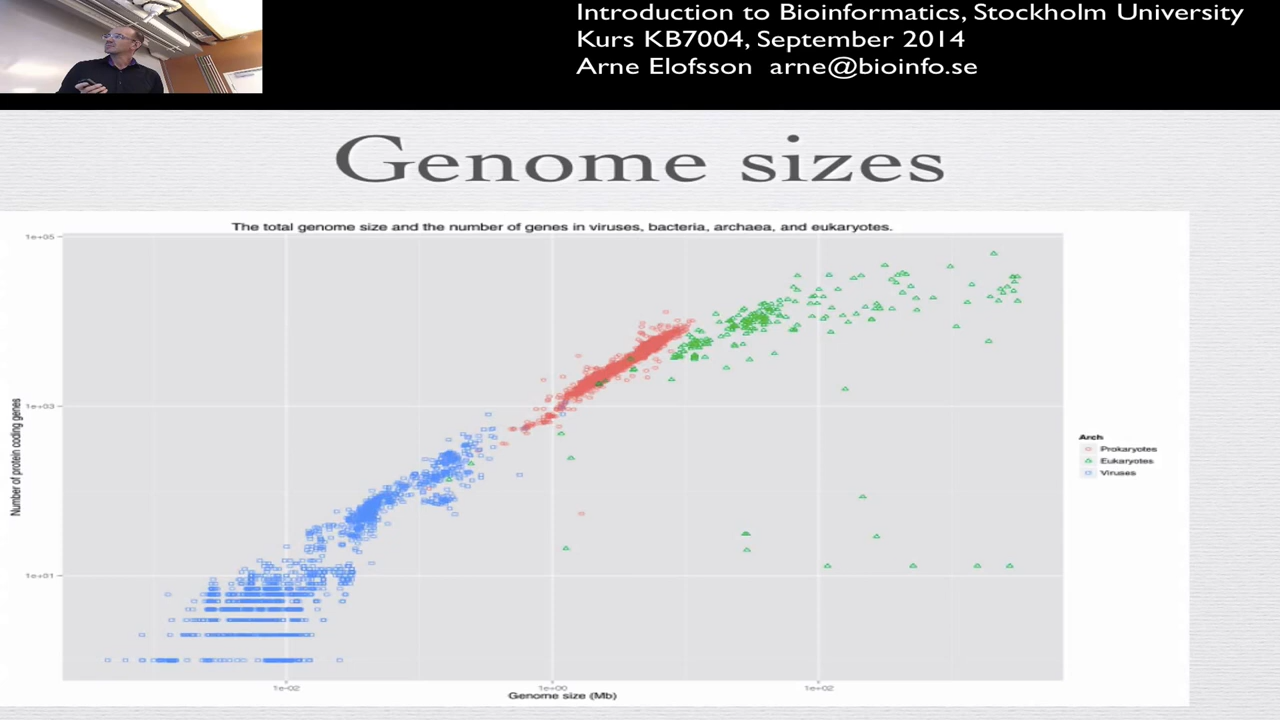 Introduction to Bioinformatics, Stockholm University
Kurs KB7004, September 2014
Arne Elofsson arne@bioinfo.se
Genome sizes
The total genome size and the number of genes in viruses, bacteria, archaea, and eukaryotes.
1e+05
1e+03
1e+01
Number of protein coding genes
1e-02
1e+00
1e+02
Genome size (Mb)
Arch
Prokaryotes
Eukaryotes
Viruses